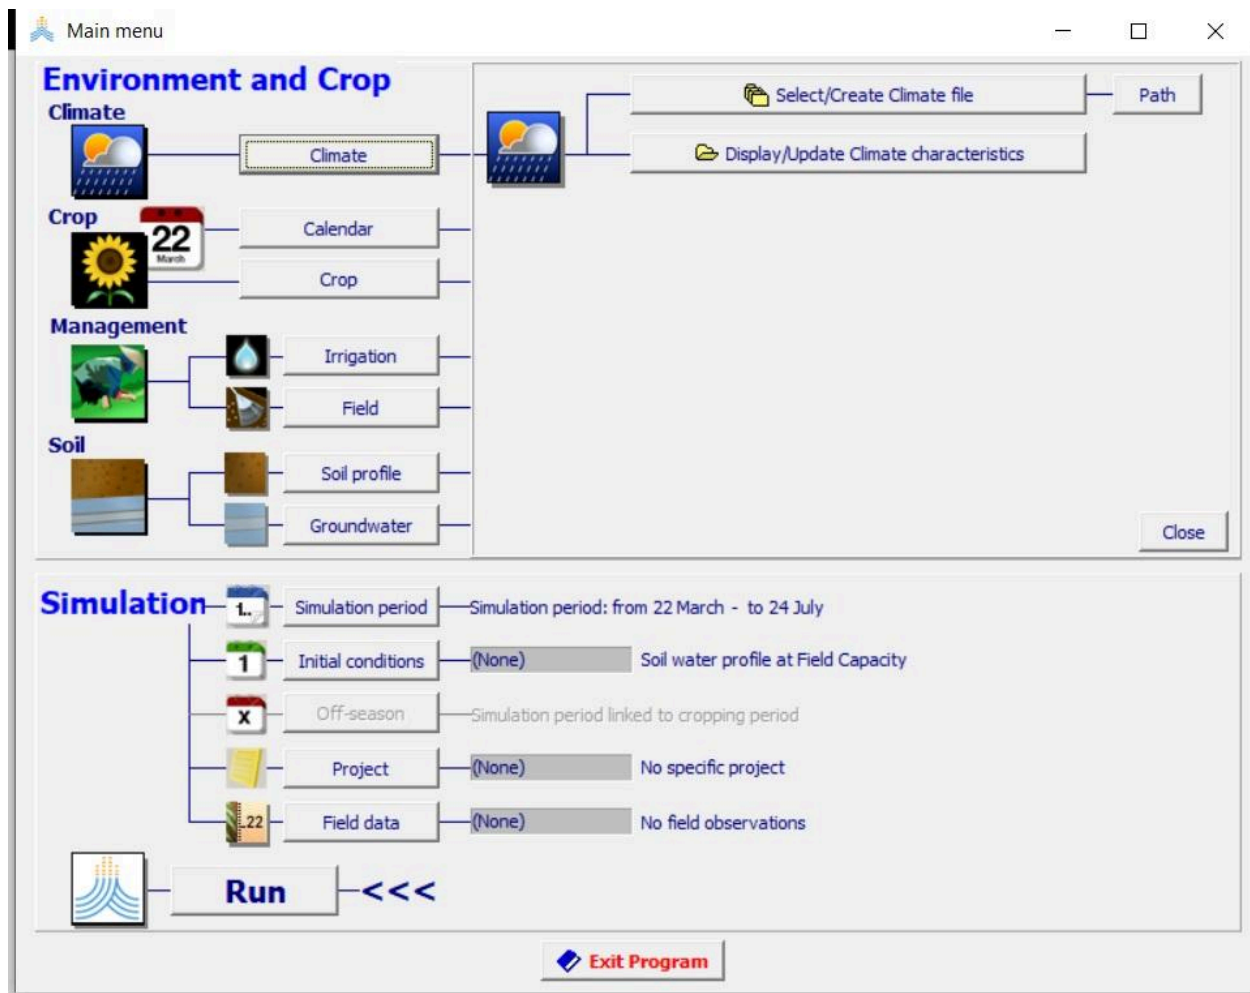 Main menu
Environment and Crop
Climate
Climate
Select/Create Climate file
Path
Display/Update Climate characteristics
Crop
22
March
Calendar
Crop
Management
Irrigation
Field
Soil
Soil profile
Groundwater
Close
Simulation
1..
Simulation period
Simulation period: from 22 March - to 24 July
1
Initial conditions
(None)
Soil water profile at Field Capacity
x
Off-season
Simulation period linked to cropping period
Project
(None)
No specific project
..22
Field data
(None)
No field observations
Run
<<<
Exit Program